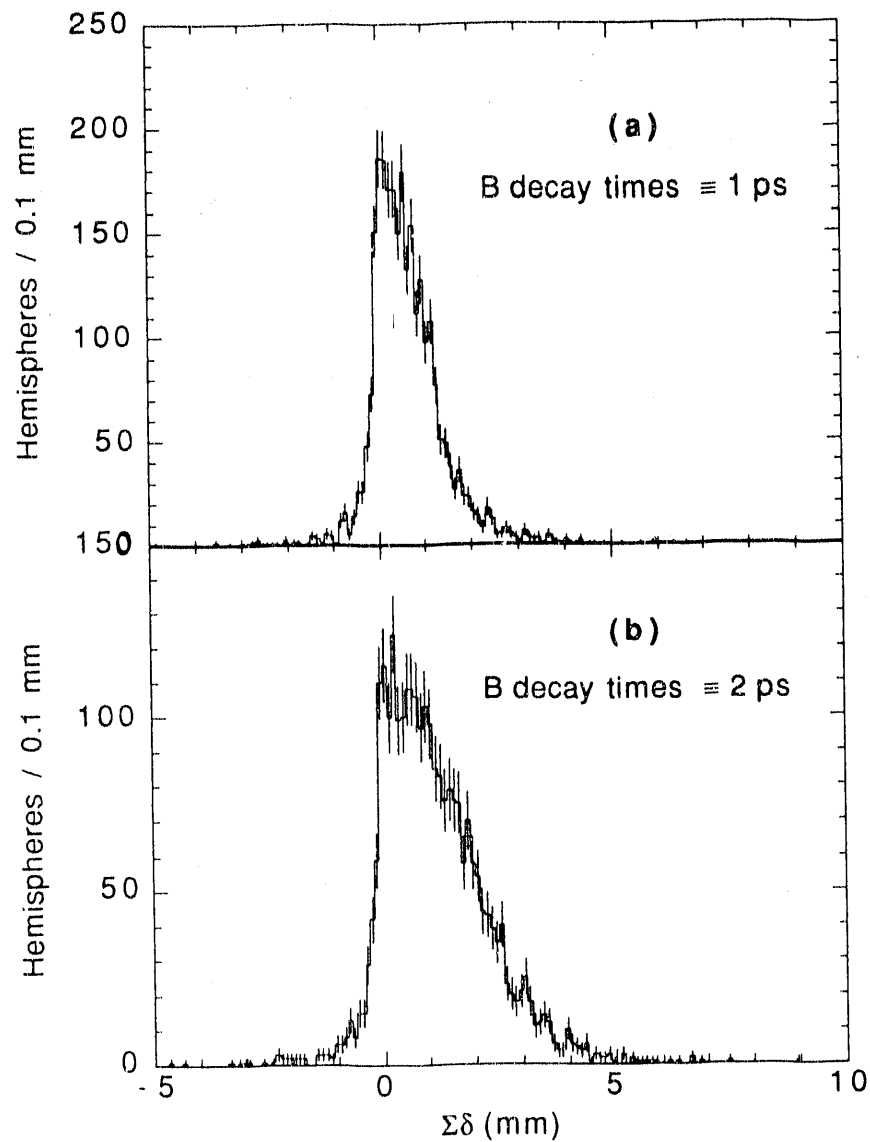 250
200
150
100
50
0
Hemispheres / 0.1 mm
(a)
B decay times ≡ 1 ps
150
100
50
0
Hemispheres / 0.1 mm
(b)
B decay times ≡ 2 ps
-5 0 5 10
Σδ (mm)